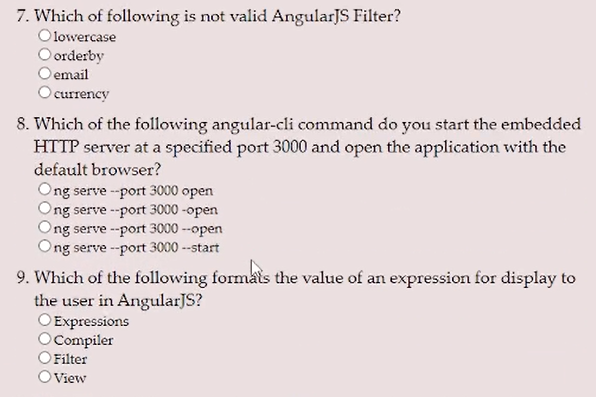 7. Which of following is not valid AngularJS Filter?
lowercase
orderby
email
currency
8. Which of the following angular-cli command do you start the embedded
HTTP server at a specified port 3000 and open the application with the
default browser?
ng serve --port 3000 open
ng serve --port 3000 -open
ng serve --port 3000 --open
ng serve --port 3000 --start
9. Which of the following formats the value of an expression for display to
the user in AngularJS?
Expressions
Compiler
Filter
View